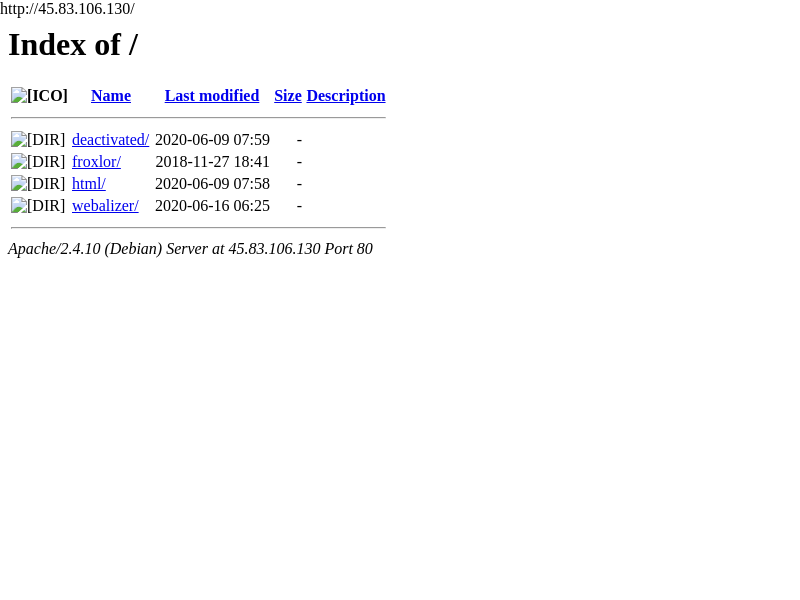 http://45.83.106.130/
Index of /
[ICO] Name Last modified Size Description
[DIR] deactivated/ 2020-06-09 07:59 -
[DIR] froxlor/ 2018-11-27 18:41 -
[DIR] html/ 2020-06-09 07:58 -
[DIR] webalizer/ 2020-06-16 06:25 -
Apache/2.4.10 (Debian) Server at 45.83.106.130 Port 80